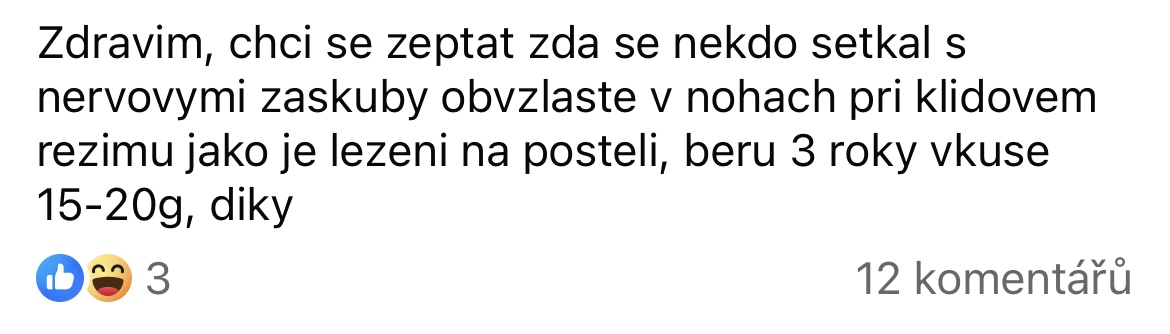 Zdravim, chci se zeptat zda se nekdo setkal s
nervovymi zaskuby obvzlaste v nohach pri klidovem
rezimu jako je lezeni na posteli, beru 3 roky vkuse
15-20g, diky
3
12 komentářů